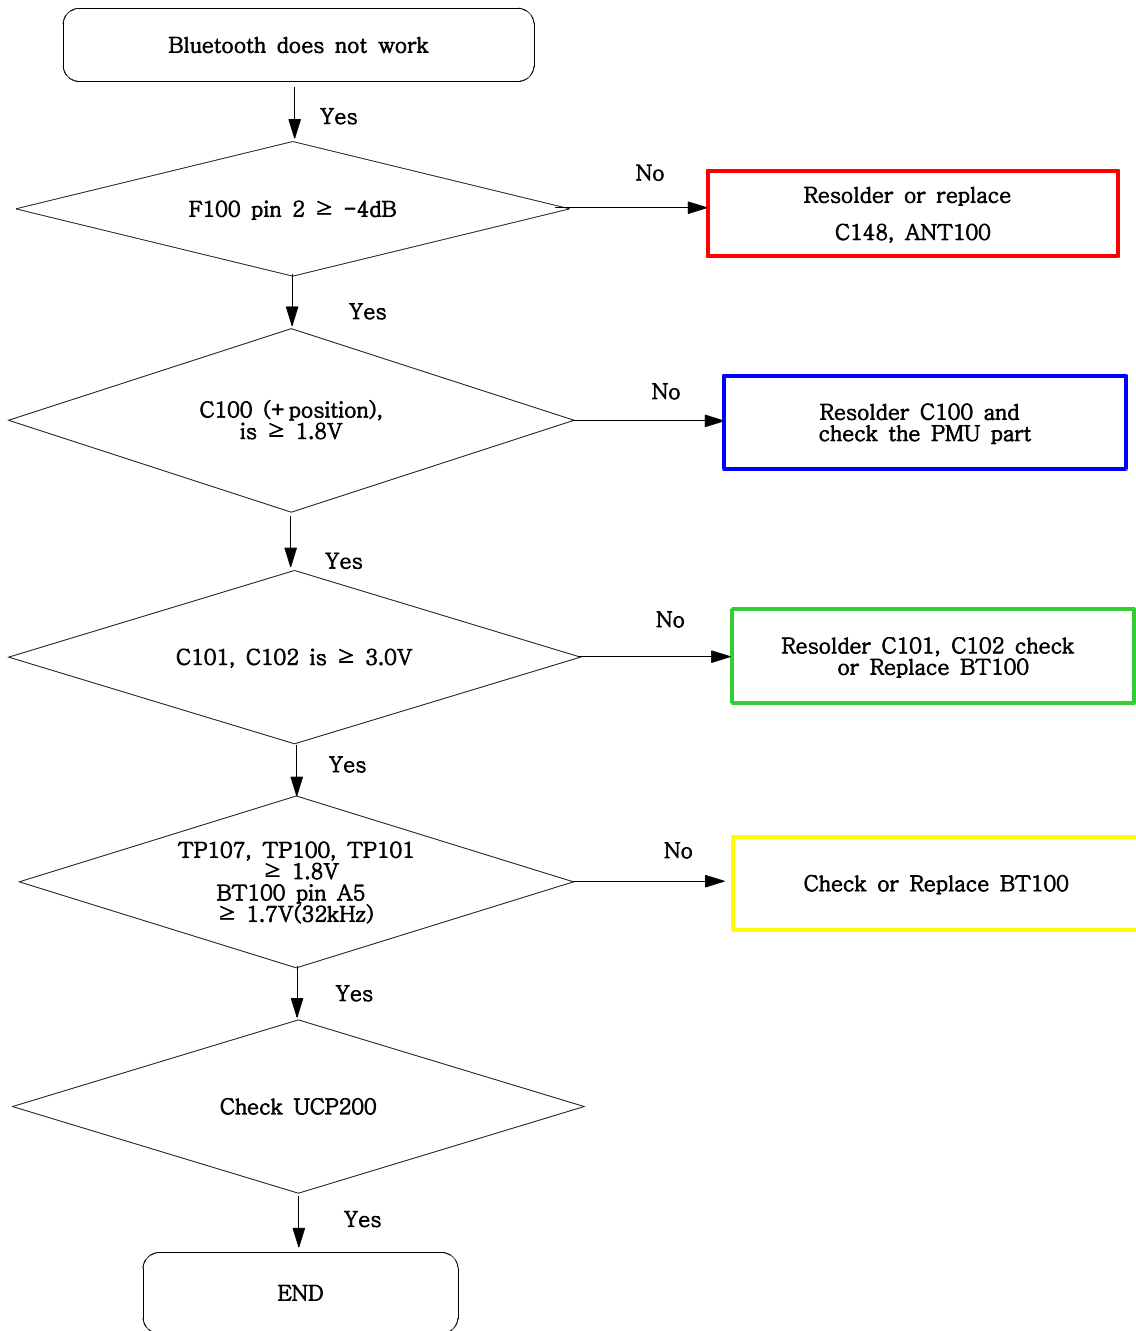 Bluetooth does not work
Yes
F100 pin 2 ≥ -4dB
No
Resolder or replace
C148, ANT100
Yes
C100 (+position),
is ≥ 1.8V
No
Resolder C100 and
check the PMU part
Yes
C101, C102 is ≥ 3.0V
No
Resolder C101, C102 check
or Replace BT100
Yes
TP107, TP100, TP101
≥ 1.8V
BT100 pin A5
≥ 1.7V(32kHz)
No
Check or Replace BT100
Yes
Check UCP200
Yes
END